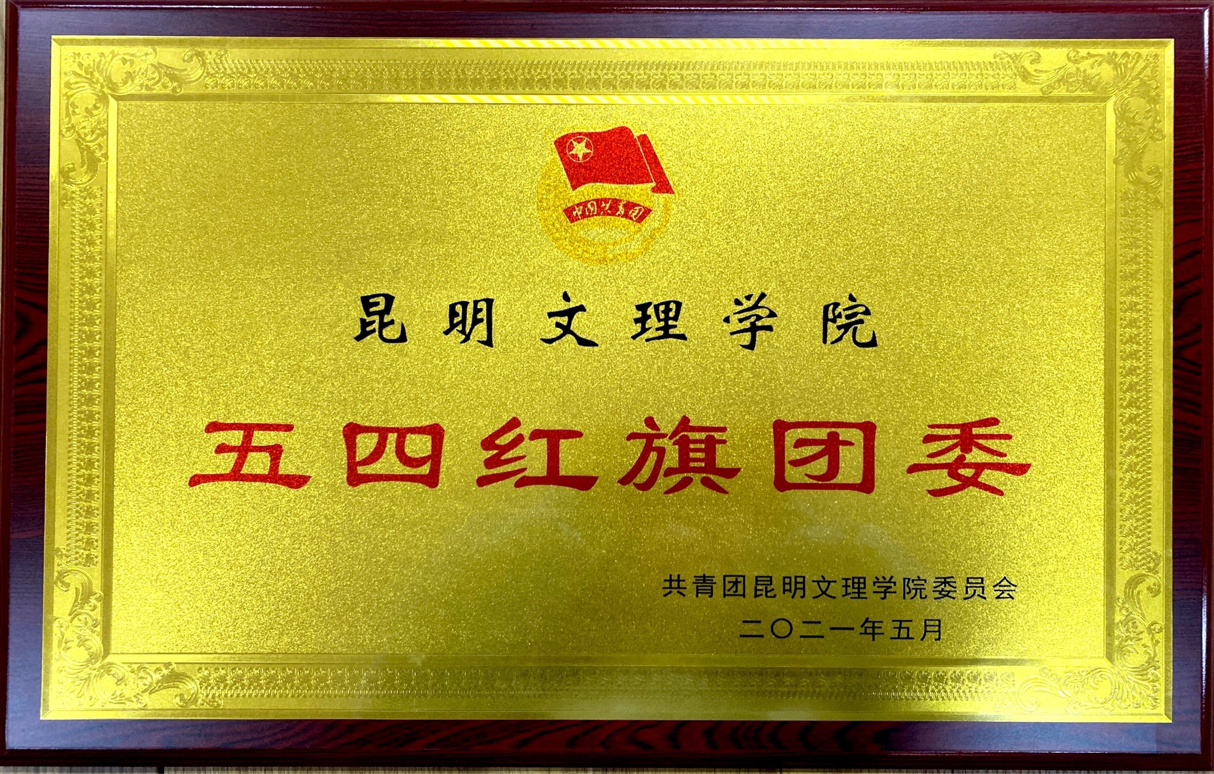 中国共青团
昆明文理学院
五四红旗团委
共青团昆明文理学院委员会
二〇二一年五月